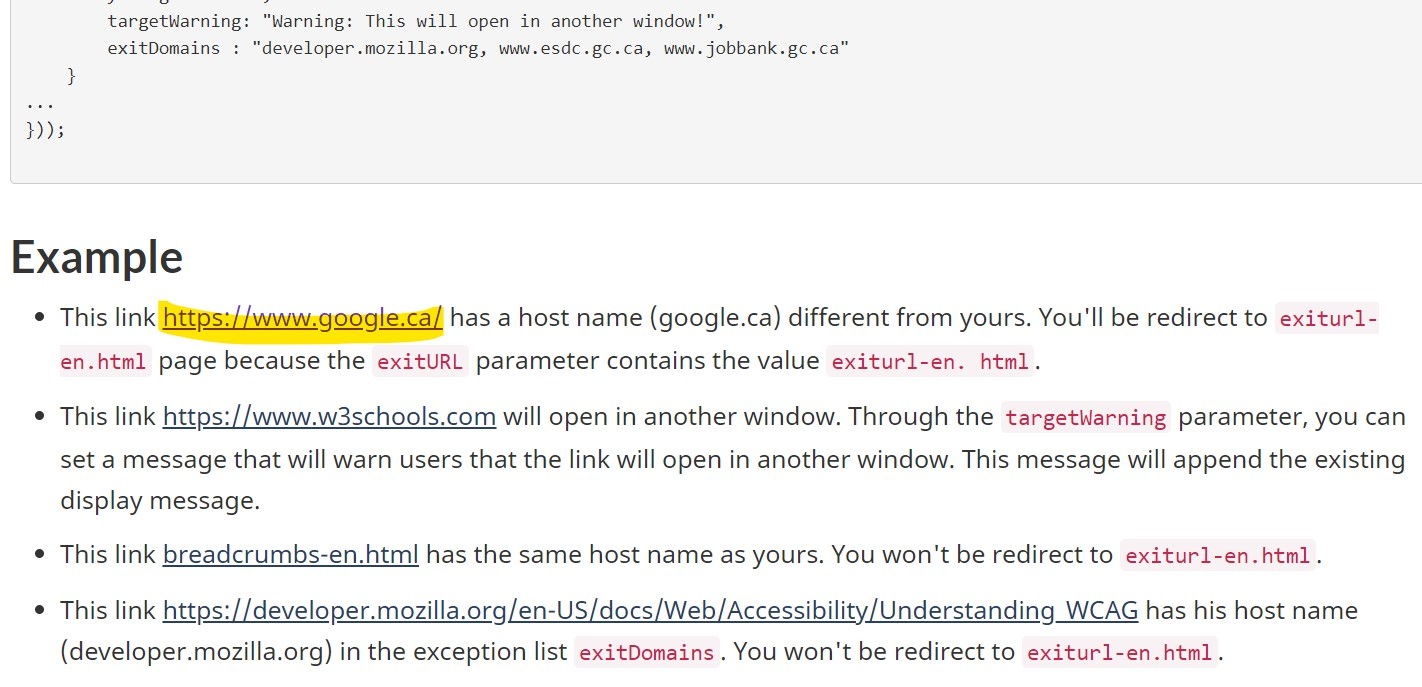 targetWarning: "Warning: This will open in another window!",
exitDomains : "developer.mozilla.org, www.esdc.gc.ca, www.jobbank.gc.ca"
}
...
}));
Example
• This link https://www.google.ca/ has a host name (google.ca) different from yours. You'll be redirect to exiturl-
en.html page because the exitURL parameter contains the value exiturl-en. html.
• This link https://www.w3schools.com will open in another window. Through the targetWarning parameter, you can
set a message that will warn users that the link will open in another window. This message will append the existing
display message.
• This link breadcrumbs-en.html has the same host name as yours. You won't be redirect to exiturl-en.html.
• This link https://developer.mozilla.org/en-US/docs/Web/Accessibility/Understanding_WCAG has his host name
(developer.mozilla.org) in the exception list exitDomains. You won't be redirect to exiturl-en.html.